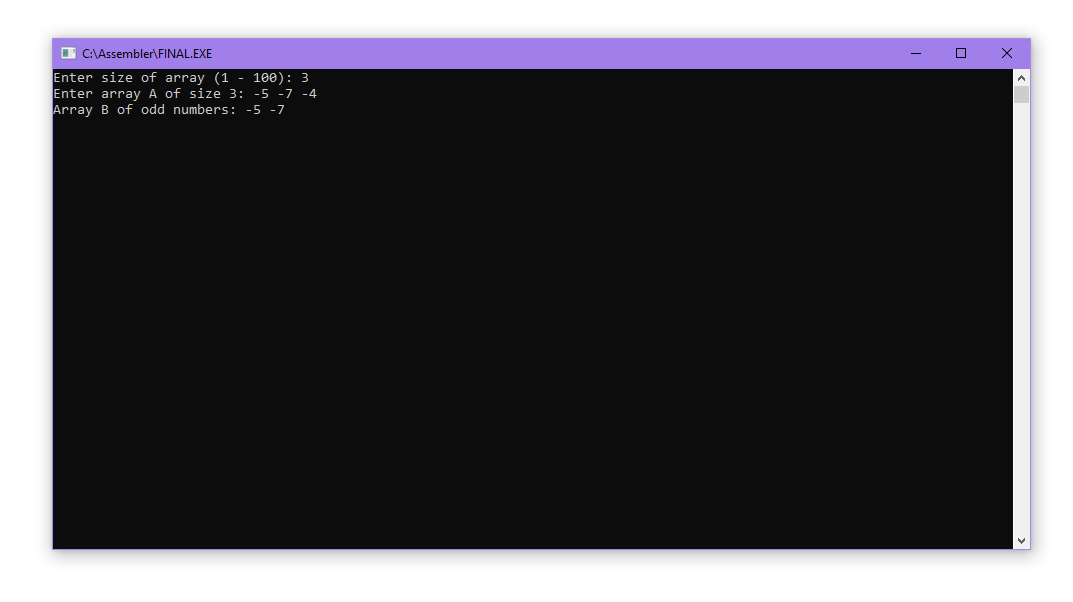 C:\Assembler\FINAL.EXE
Enter size of array (1 - 100): 3
Enter array A of size 3: -5 -7 -4
Array B of odd numbers: -5 -7